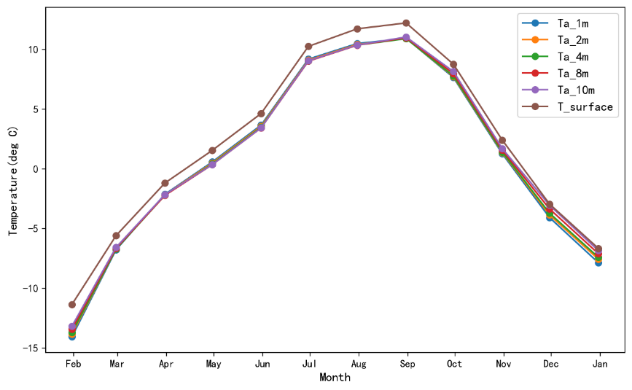 Temperature(deg C)
10
5
0
−5
−10
−15
Ta_1m
Ta_2m
Ta_4m
Ta_8m
Ta_10m
T_surface
Feb Mar Apr May Jun Jul Aug Sep Oct Nov Dec Jan
Month